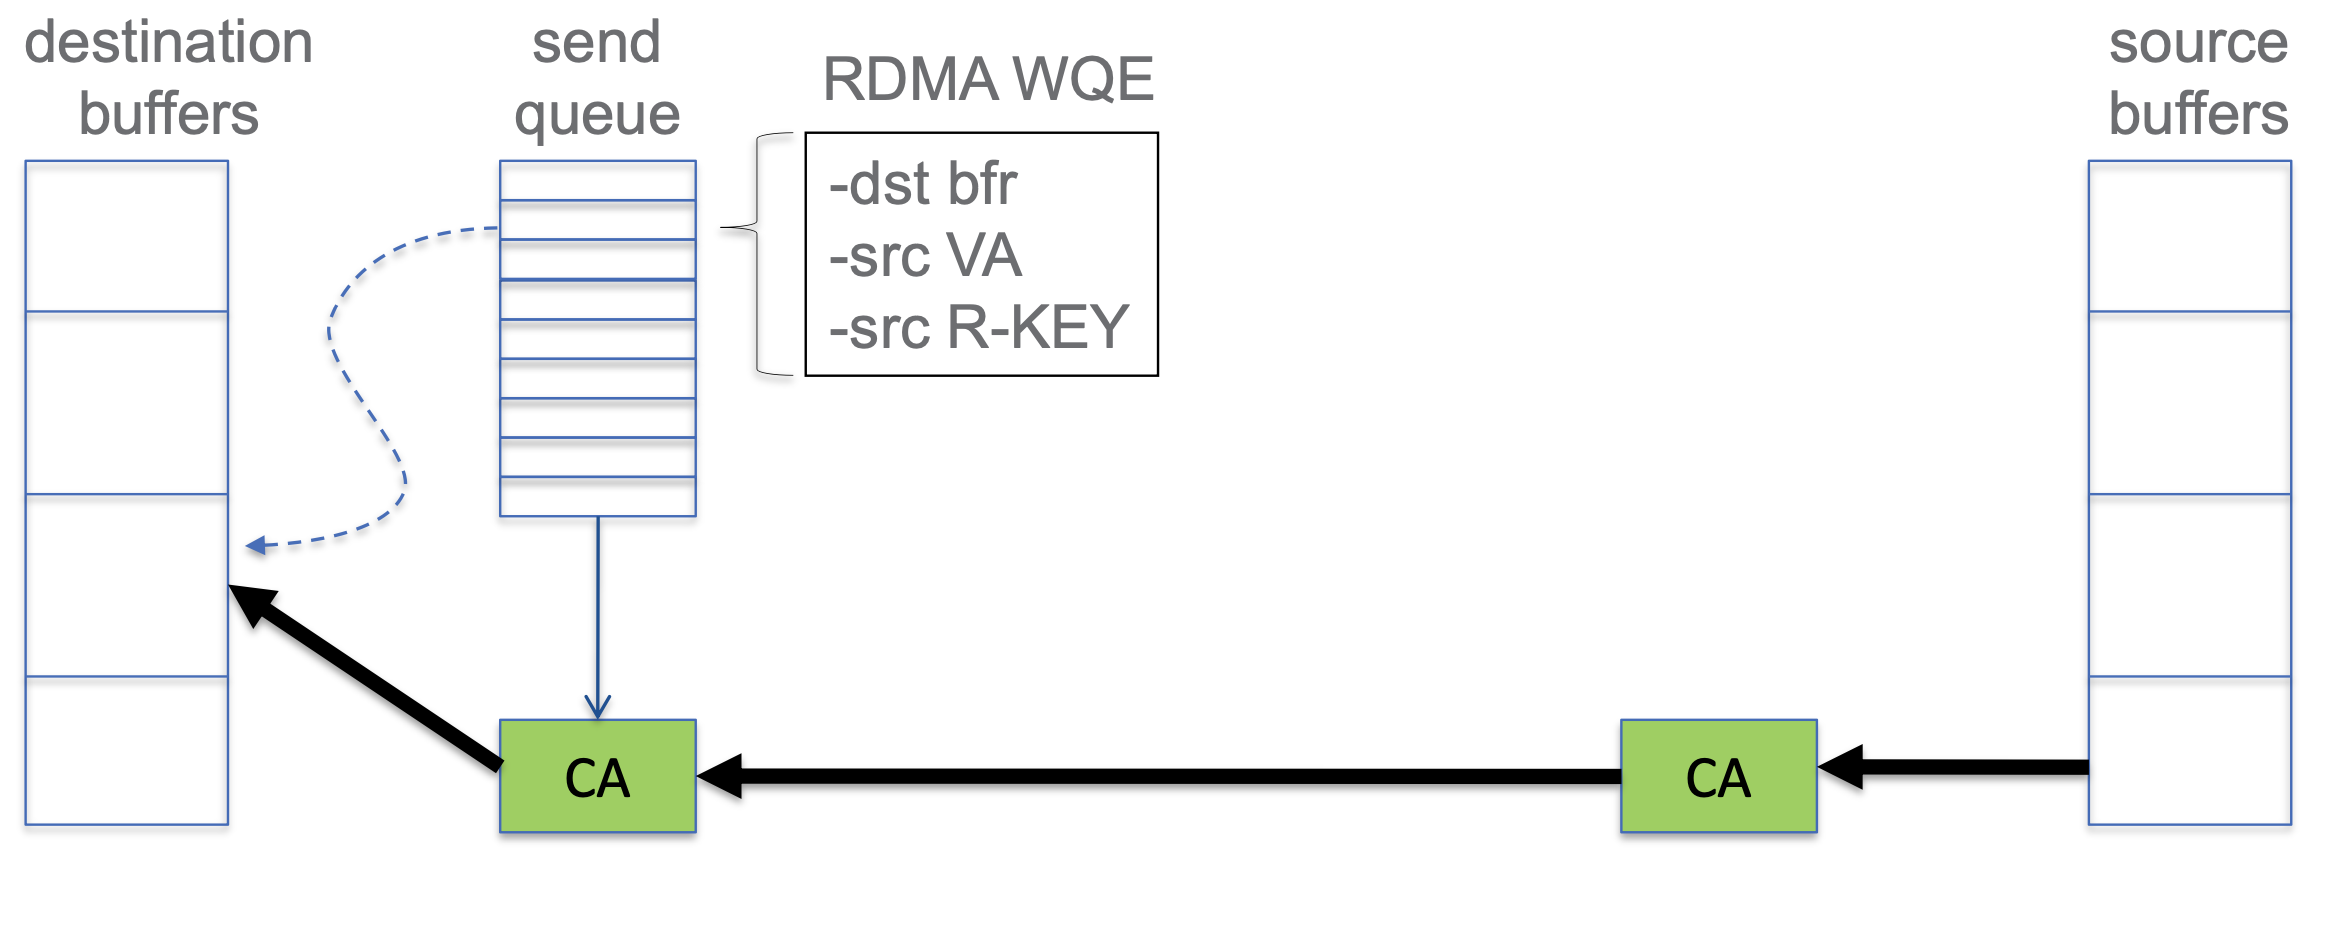 destination
buffers
send
queue
RDMA WQE
-dst bfr
-src VA
-src R-KEY
source
buffers
CA
CA